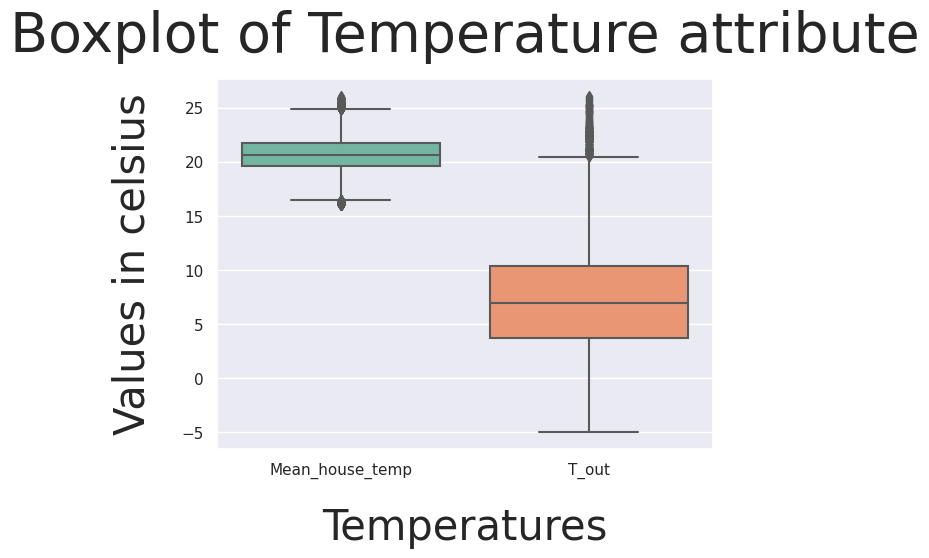 Boxplot of Temperature attribute
Values in celsius
25
20
15
10
5
0
−5
Mean_house_temp
T_out
Temperatures